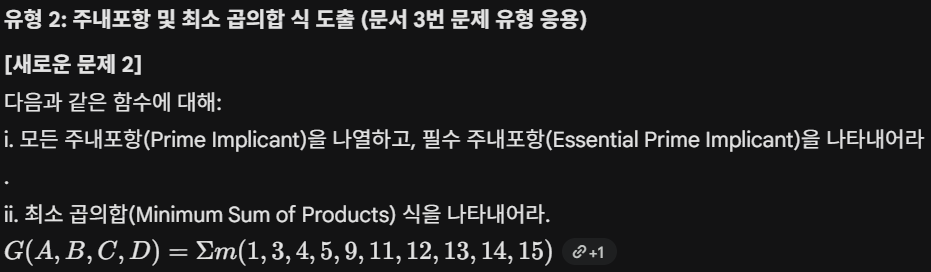 유형 2: 주내포항 및 최소 곱의합 식 도출 (문서 3번 문제 유형 응용)
[새로운 문제 2]
다음과 같은 함수에 대해:
i. 모든 주내포항(Prime Implicant)을 나열하고, 필수 주내포항(Essential Prime Implicant)을 나타내어라
.
ii. 최소 곱의합(Minimum Sum of Products) 식을 나타내어라.
G(A, B, C, D) = Σm(1, 3, 4, 5, 9, 11, 12, 13, 14, 15) +1